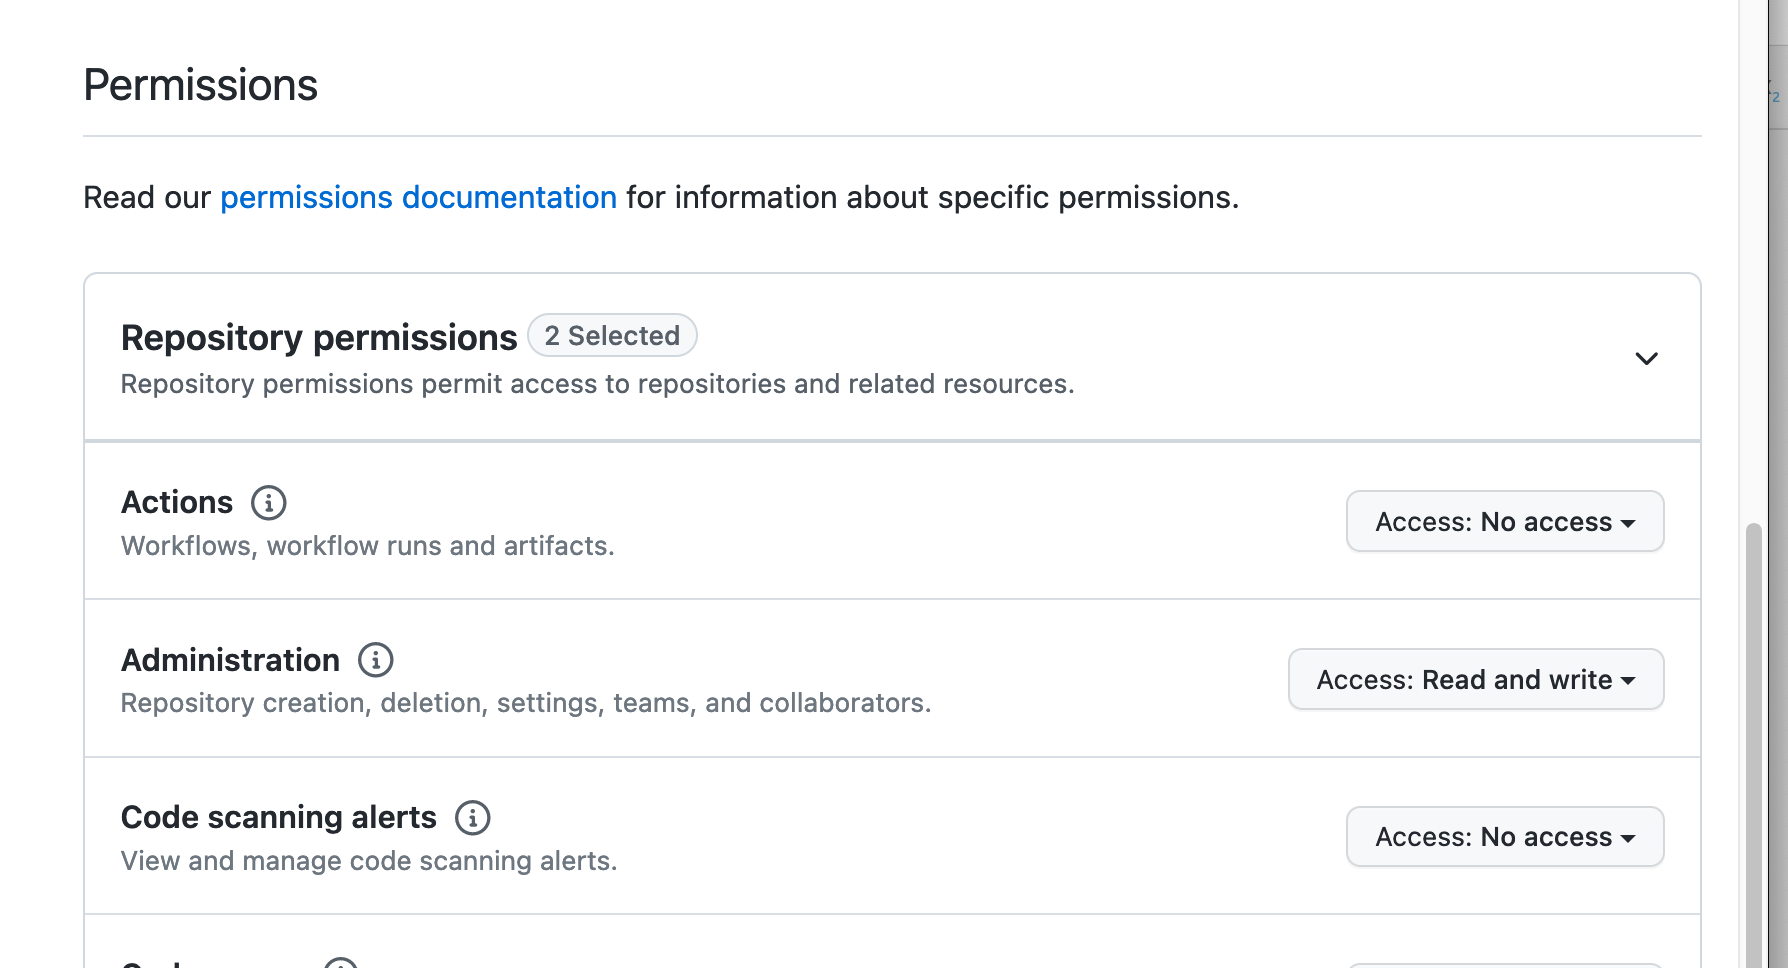 Permissions
Read our permissions documentation for information about specific permissions.
Repository permissions 2 Selected
Repository permissions permit access to repositories and related resources.
Actions
Access: No access
Workflows, workflow runs and artifacts.
Administration
Access: Read and write
Repository creation, deletion, settings, teams, and collaborators.
Code scanning alerts
Access: No access
View and manage code scanning alerts.
2